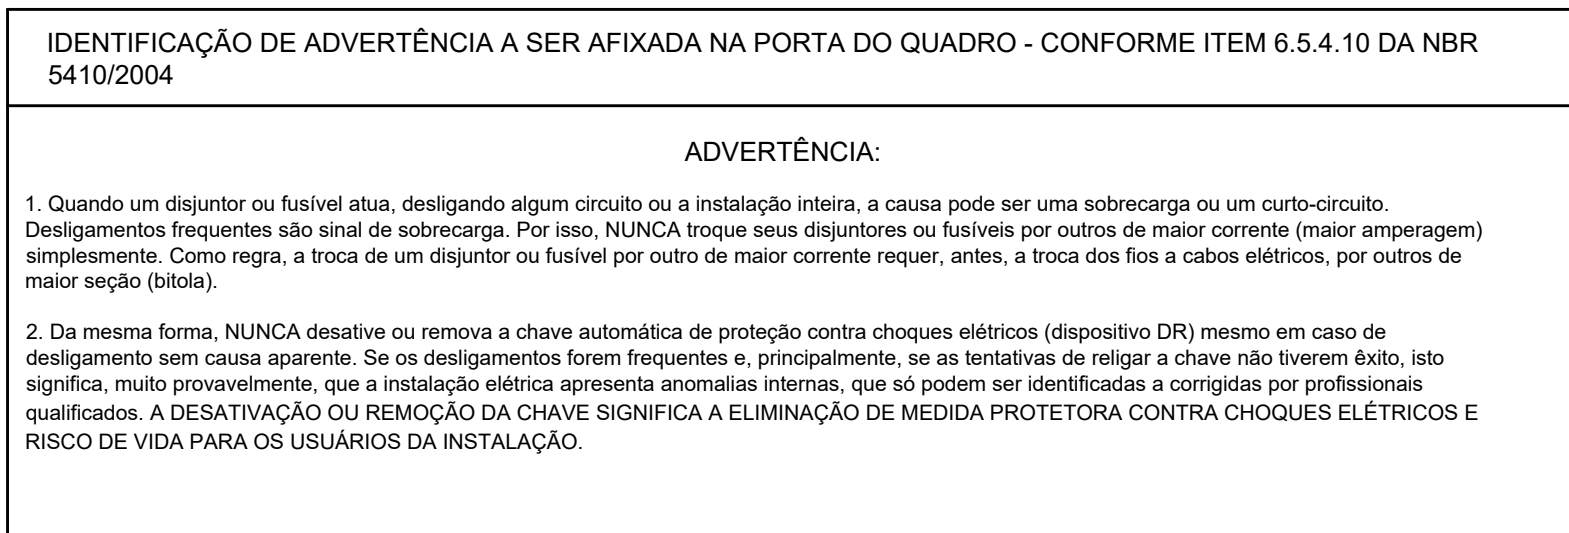 IDENTIFICAÇÃO DE ADVERTÊNCIA A SER AFIXADA NA PORTA DO QUADRO - CONFORME ITEM 6.5.4.10 DA NBR
5410/2004
ADVERTÊNCIA:
1. Quando um disjuntor ou fusível atua, desligando algum circuito ou a instalação inteira, a causa pode ser uma sobrecarga ou um curto-circuito.
Desligamentos frequentes são sinal de sobrecarga. Por isso, NUNCA troque seus disjuntores ou fusíveis por outros de maior corrente (maior amperagem)
simplesmente. Como regra, a troca de um disjuntor ou fusível por outro de maior corrente requer, antes, a troca dos fios a cabos elétricos, por outros de
maior seção (bitola).
2. Da mesma forma, NUNCA desative ou remova a chave automática de proteção contra choques elétricos (dispositivo DR) mesmo em caso de
desligamento sem causa aparente. Se os desligamentos forem frequentes e, principalmente, se as tentativas de religar a chave não tiverem êxito, isto
significa, muito provavelmente, que a instalação elétrica apresenta anomalias internas, que só podem ser identificadas a corrigidas por profissionais
qualificados. A DESATIVAÇÃO OU REMOÇÃO DA CHAVE SIGNIFICA A ELIMINAÇÃO DE MEDIDA PROTETORA CONTRA CHOQUES ELÉTRICOS E
RISCO DE VIDA PARA OS USUÁRIOS DA INSTALAÇÃO.